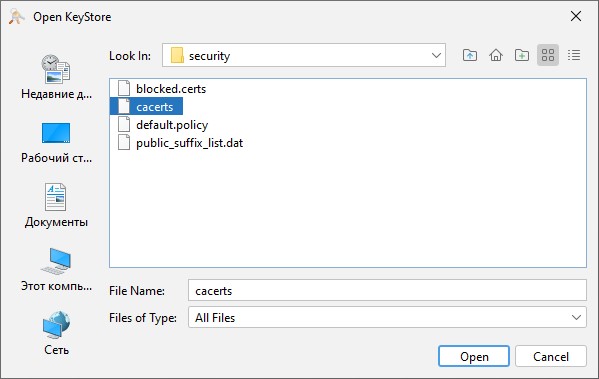 Open KeyStore
Look In: security
Недавние д...
Рабочий ст...
Документы
Этот компь...
Сеть
blocked.certs
cacerts
default.policy
public_suffix_list.dat
File Name: cacerts
Files of Type: All Files
Open Cancel